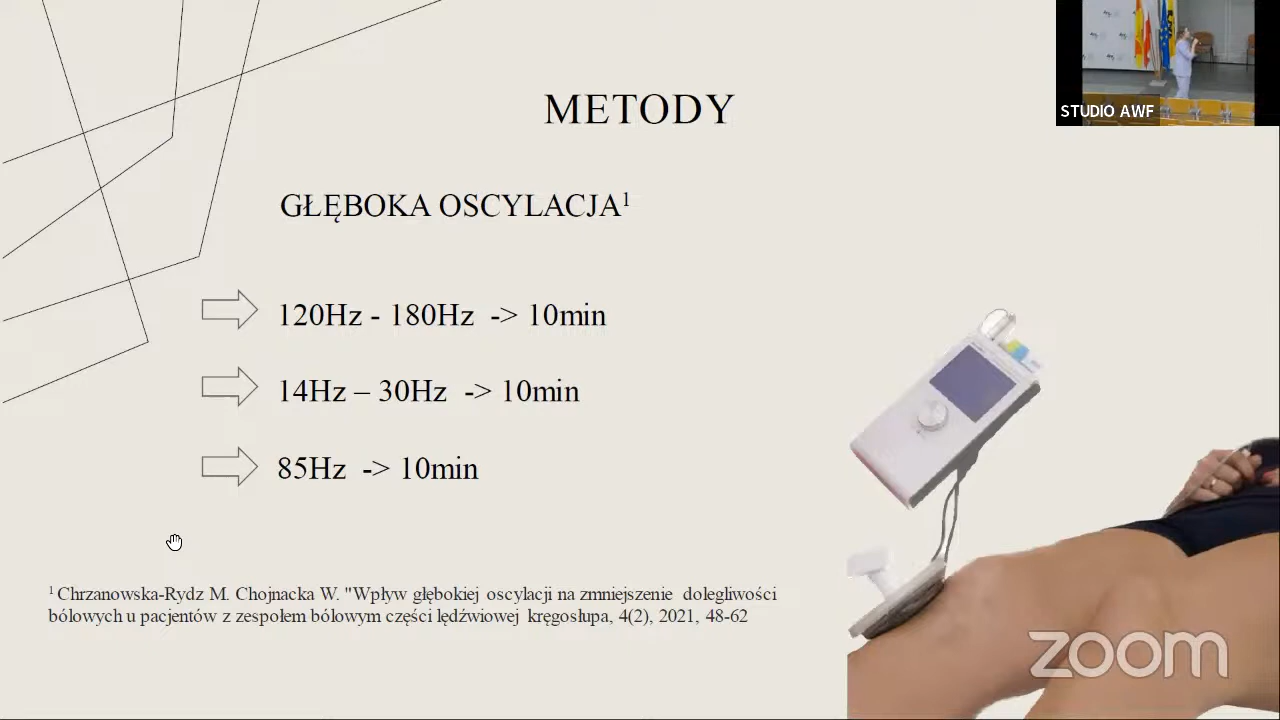 METODY
STUDIO AWF
GŁĘBOKA OSCYLACJA¹
120Hz - 180Hz -> 10min
14Hz – 30Hz -> 10min
85Hz -> 10min
¹ Chrzanowska-Rydz M. Chojnacka W. "Wpływ głębokiej oscylacji na zmniejszenie dolegliwości
bólowych u pacjentów z zespołem bólowym części lędźwiowej kręgosłupa, 4(2), 2021, 48-62
zoom